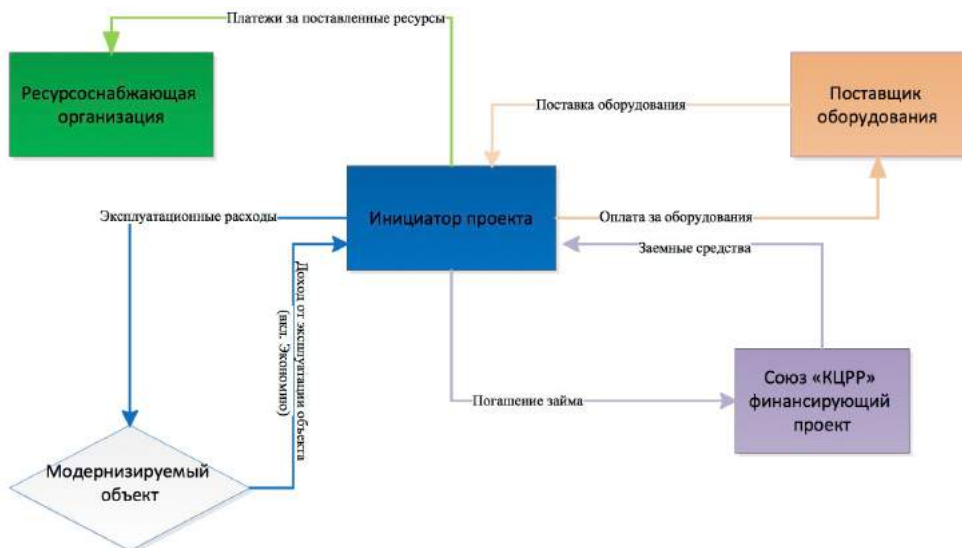 Платежи за поставленные ресурсы
Ресурсоснабжающая
организация
Поставщик
оборудования
Поставка оборудования
Инициатор проекта
Эксплуатационные расходы
Оплата за оборудования
Заемные средства
Доход от эксплуатации объекта
(вкл. Экономию)
Союз «КЦРР»
финансирующий
проект
Погашение займа
Модернизируемый
объект